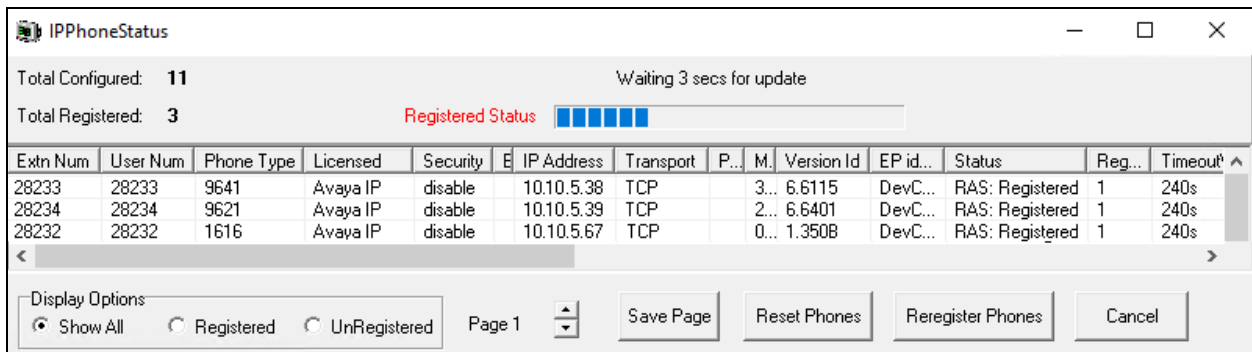 IPPhoneStatus
Total Configured: 11 Waiting 3 secs for update
Total Registered: 3 Registered Status
Extn Num User Num Phone Type Licensed Security E IP Address Transport P... M. Version Id EP id... Status Reg... Timeout
28233 28233 9641 Avaya IP disable 10.10.5.38 TCP 3... 6.6115 DevC... RAS: Registered 1 240s
28234 28234 9621 Avaya IP disable 10.10.5.39 TCP 2... 6.6401 DevC... RAS: Registered 1 240s
28232 28232 1616 Avaya IP disable 10.10.5.67 TCP 0... 1.350B DevC... RAS: Registered 1 240s
Display Options
Show All Registered UnRegistered Page 1 Save Page Reset Phones Reregister Phones Cancel